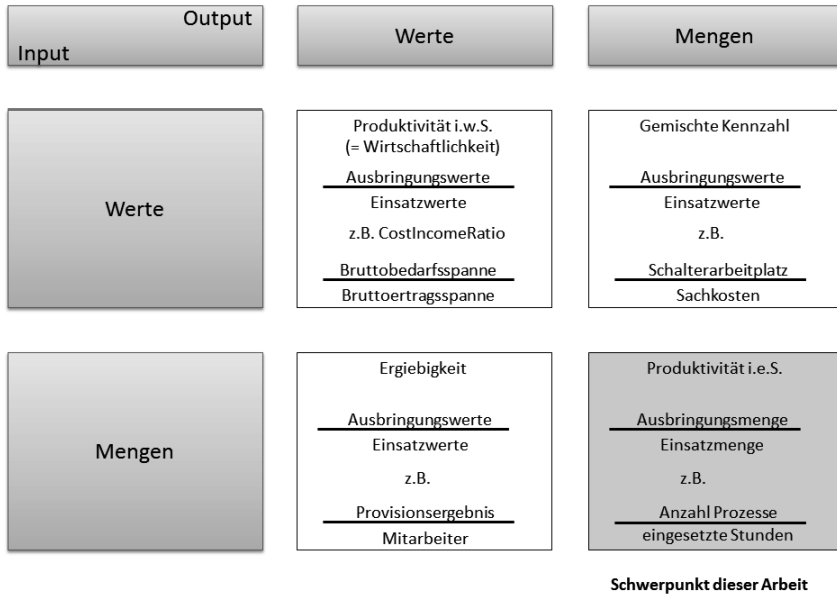 Output
Input
Werte
Mengen
Werte
Produktivität i.w.S.
(= Wirtschaftlichkeit)
Ausbringungswerte
Einsatzwerte
z.B. CostIncomeRatio
Bruttobedarfsspanne
Bruttoertragsspanne
Gemischte Kennzahl
Ausbringungswerte
Einsatzwerte
z.B.
Schalterarbeitplatz
Sachkosten
Mengen
Ergiebigkeit
Ausbringungswerte
Einsatzwerte
z.B.
Provisionsergebnis
Mitarbeiter
Produktivität i.e.S.
Ausbringungsmenge
Einsatzmenge
z.B.
Anzahl Prozesse
eingesetzte Stunden
Schwerpunkt dieser Arbeit